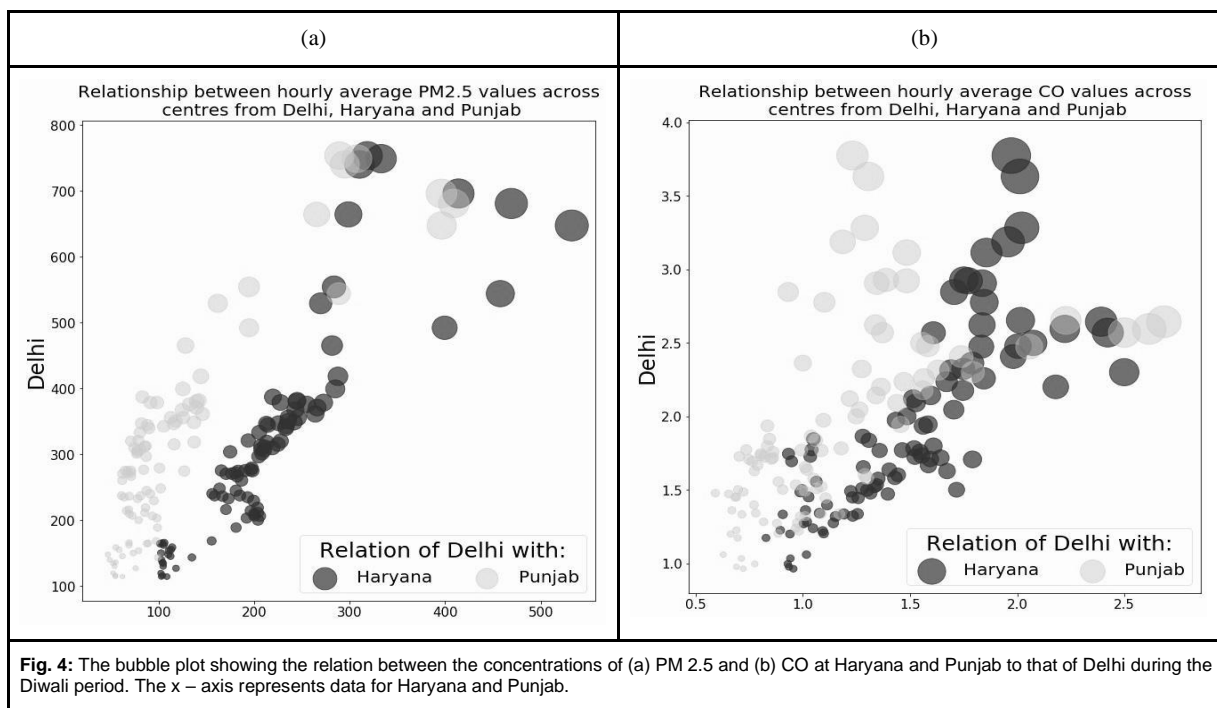 (a)
(b)
Relationship between hourly average PM2.5 values across
centres from Delhi, Haryana and Punjab
800
700
600
500
400
300
200
100
Delhi
Relation of Delhi with:
Haryana
Punjab
100
200
300
400
500
Relationship between hourly average CO values across
centres from Delhi, Haryana and Punjab
4.0
3.5
3.0
2.5
2.0
1.5
1.0
Delhi
Relation of Delhi with:
Haryana
Punjab
0.5
1.0
1.5
2.0
2.5
Fig. 4: The bubble plot showing the relation between the concentrations of (a) PM 2.5 and (b) CO at Haryana and Punjab to that of Delhi during the
Diwali period. The x – axis represents data for Haryana and Punjab.